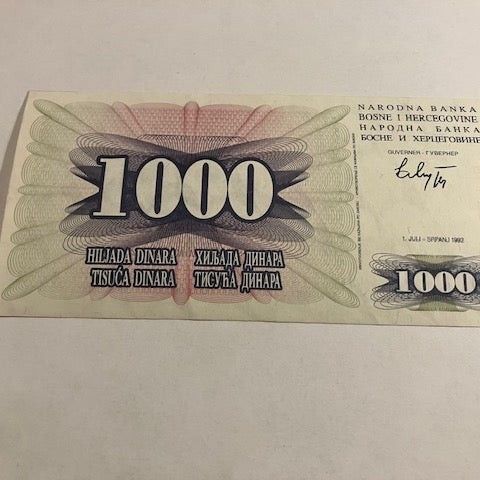 NARODNA BANKA
BOSNE I HERCEGOVINE
НАРОДНА БАНКА
БОСНЕ И ХЕРЦЕГОВИНЕ
GUVERNER - ГУВЕРНЕР
1000
1. JULI - SRPANJ 1992
HILJADA DINARA ХИЉАДА ДИНАРА
TISUĆA DINARA ТИСУЋА ДИНАРА
1000